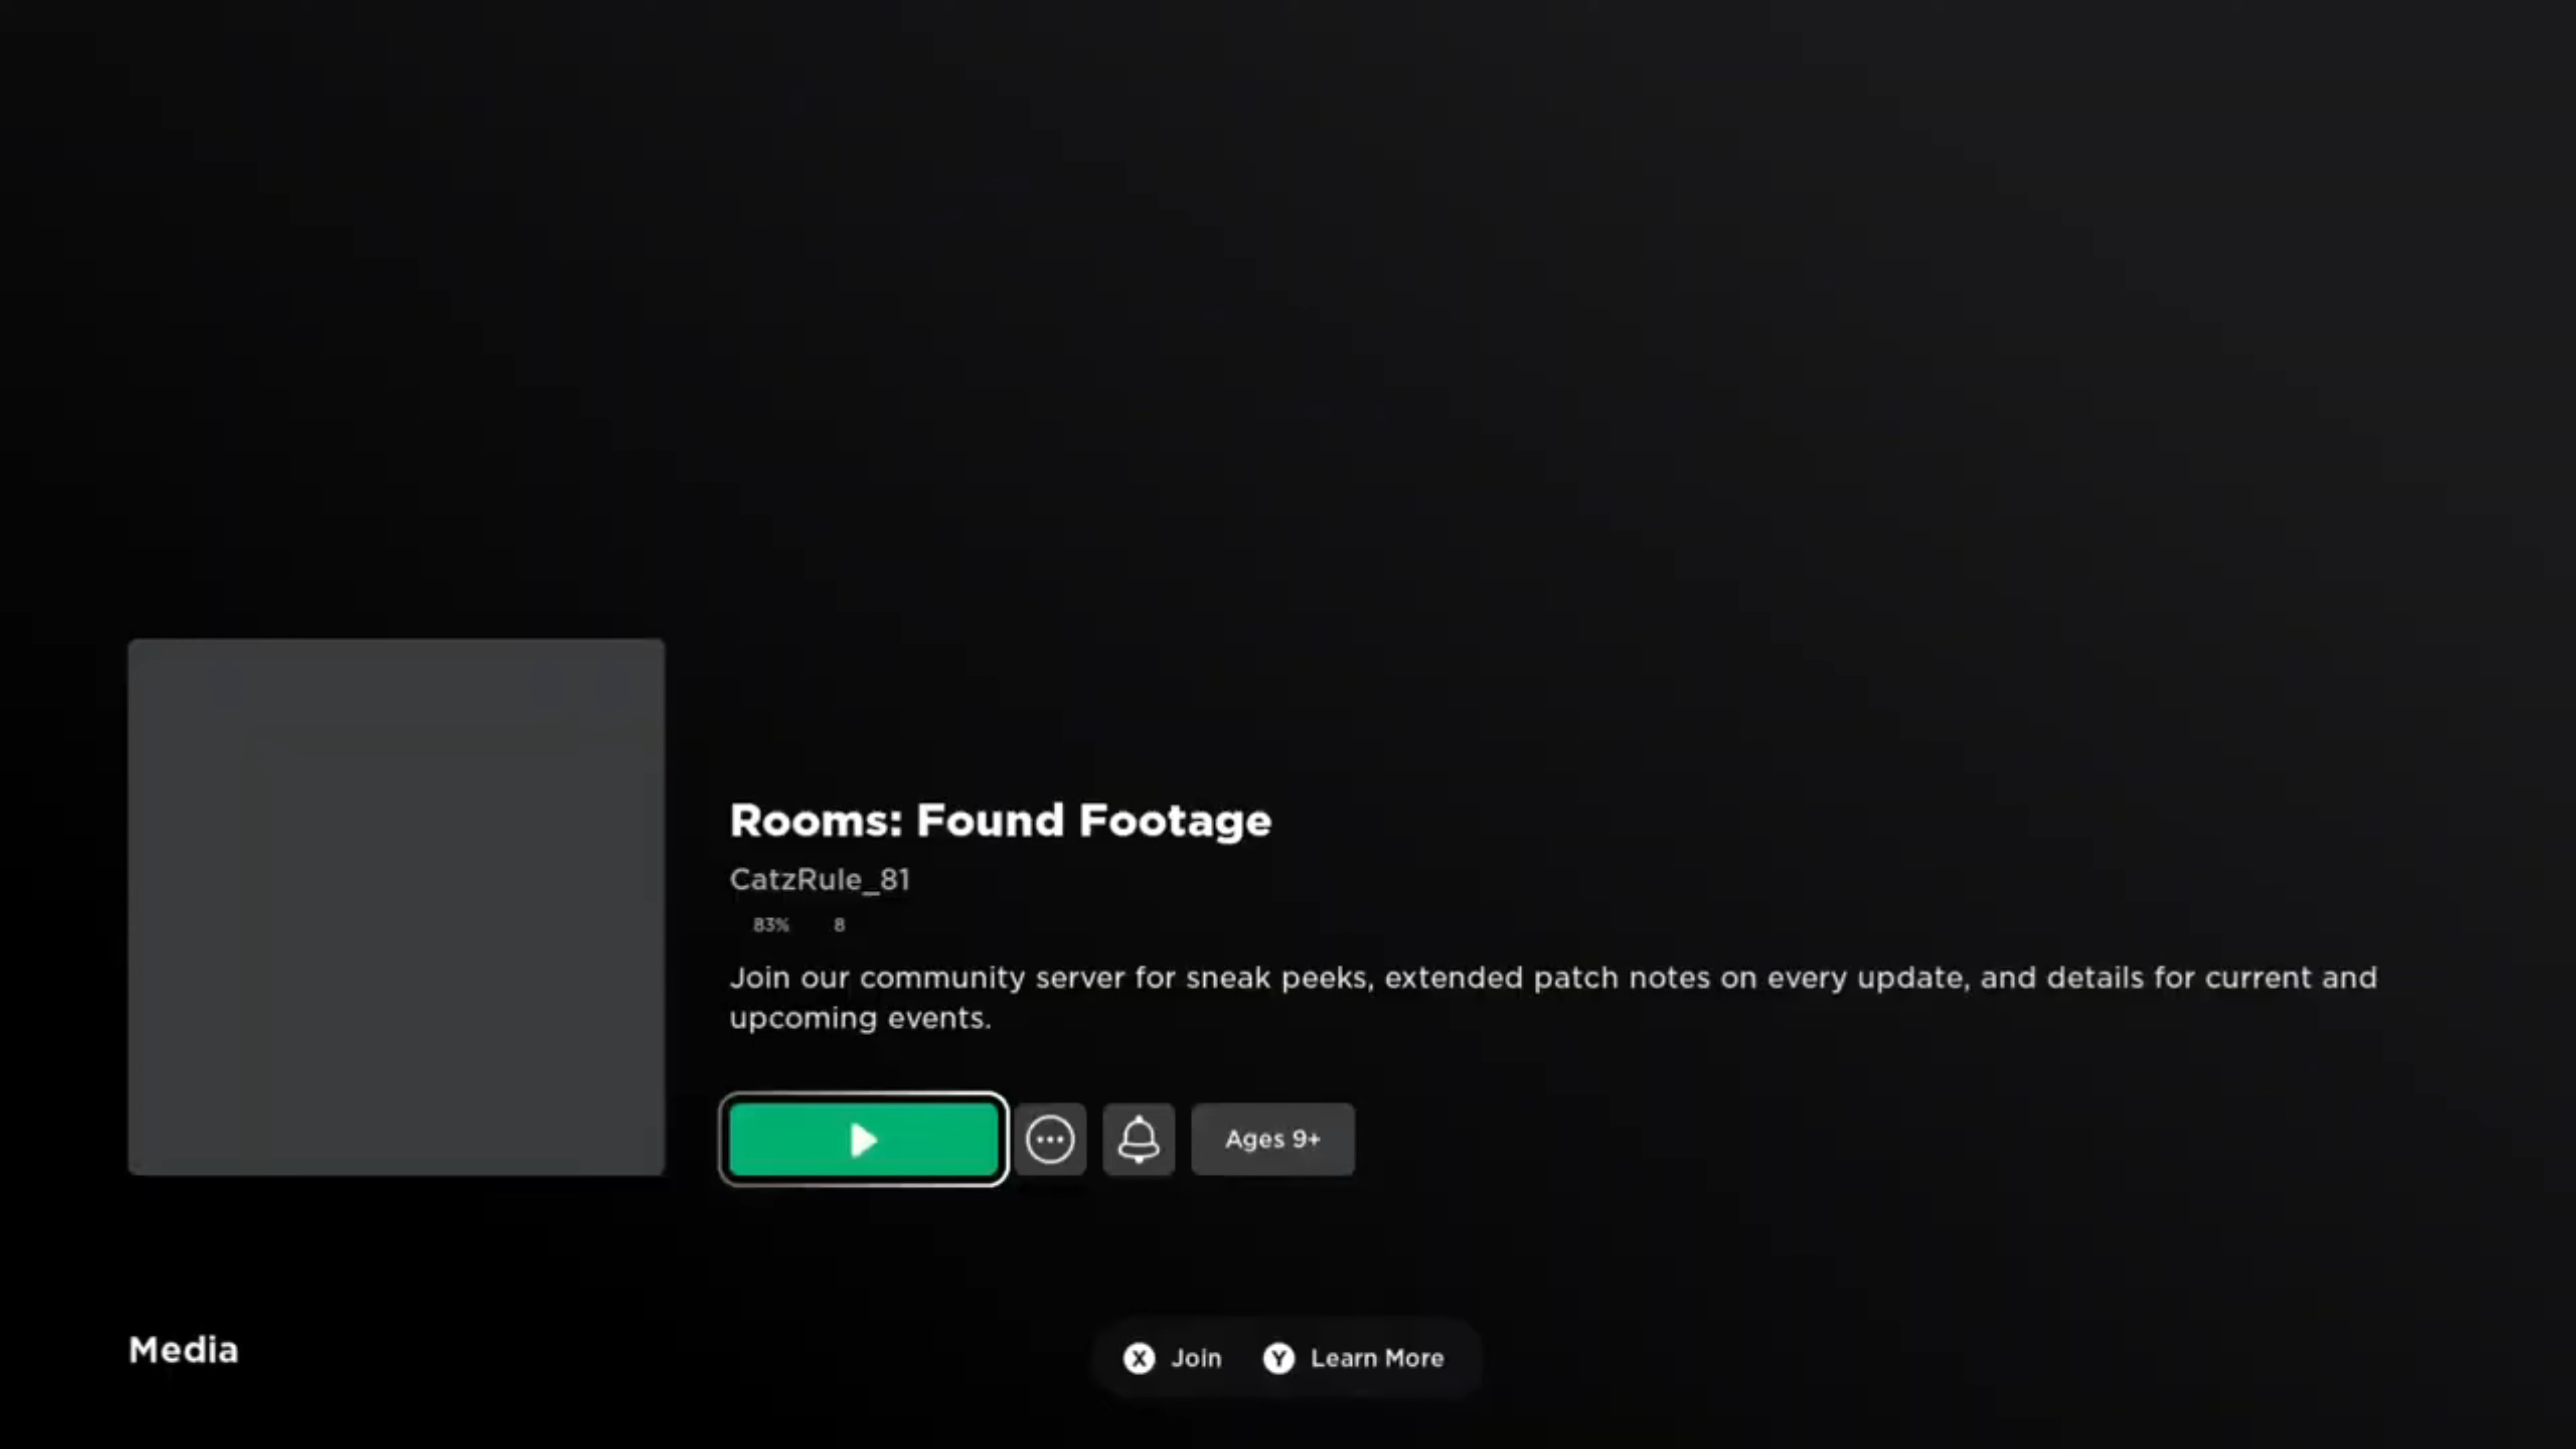 Rooms: Found Footage
CatzRule_81
83% 8
Join our community server for sneak peeks, extended patch notes on every update, and details for current and
upcoming events.
Ages 9+
Media
X Join Y Learn More